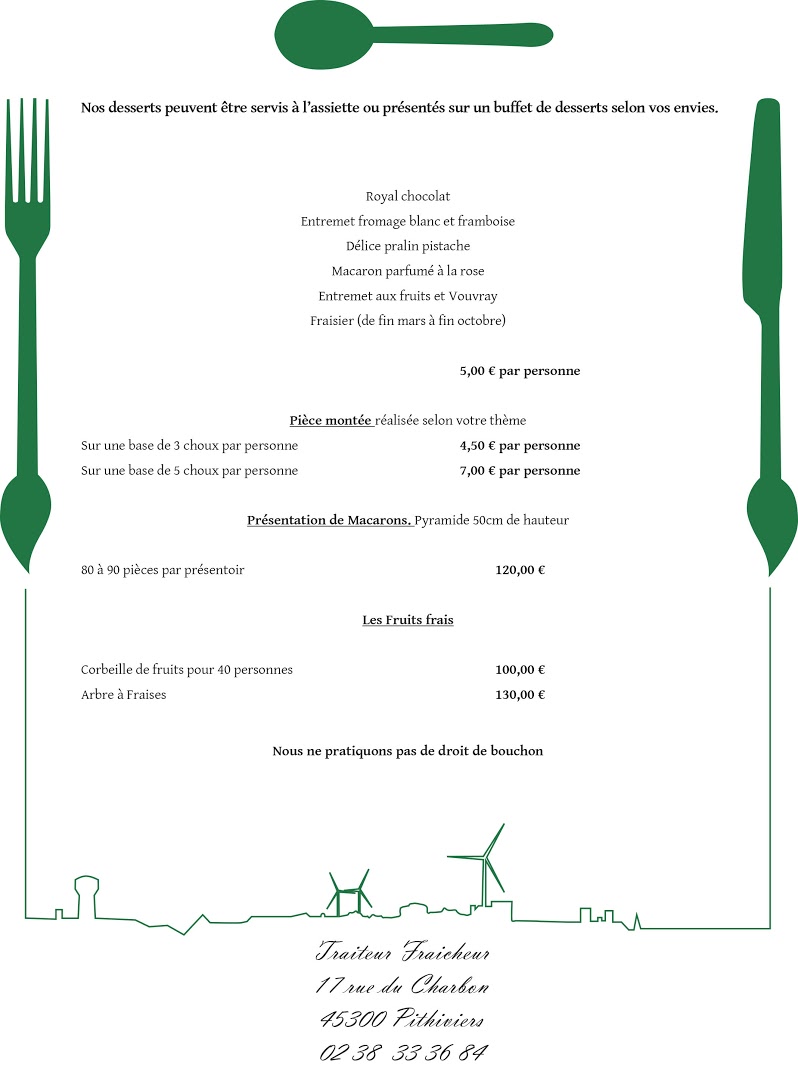 Nos desserts peuvent être servis à l’assiette ou présentés sur un buffet de desserts selon vos envies.
Royal chocolat
Entremet fromage blanc et framboise
Délice pralin pistache
Macaron parfumé à la rose
Entremet aux fruits et Vouvray
Fraisier (de fin mars à fin octobre)
5,00 € par personne
Pièce montée réalisée selon votre thème
Sur une base de 3 choux par personne 4,50 € par personne
Sur une base de 5 choux par personne 7,00 € par personne
Présentation de Macarons. Pyramide 50cm de hauteur
80 à 90 pièces par présentoir 120,00 €
Les Fruits frais
Corbeille de fruits pour 40 personnes 100,00 €
Arbre à Fraises 130,00 €
Nous ne pratiquons pas de droit de bouchon
Traiteur Fraicheur
17 rue du Charbon
45300 Pithiviers
02 38 33 36 84